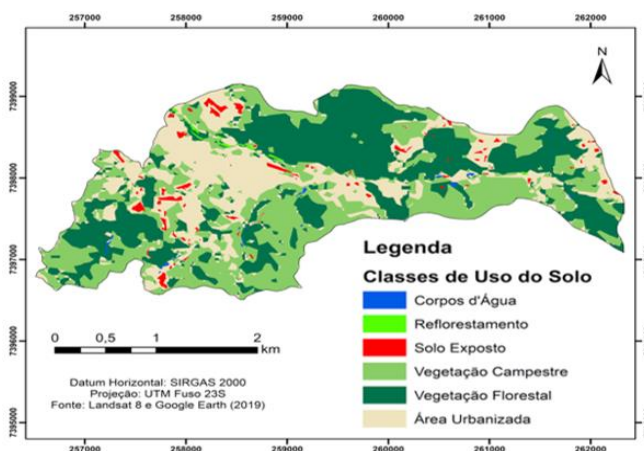 257000 258000 259000 260000 261000 262000
N
7399000
7398000
7397000
7396000
7395000
Legenda
Classes de Uso do Solo
Corpos d'Água
Reflorestamento
Solo Exposto
Vegetação Campestre
Vegetação Florestal
Área Urbanizada
0 0,5 1 2
km
Datum Horizontal: SIRGAS 2000
Projeção: UTM Fuso 23S
Fonte: Landsat 8 e Google Earth (2019)
257000 258000 259000 260000 261000 262000